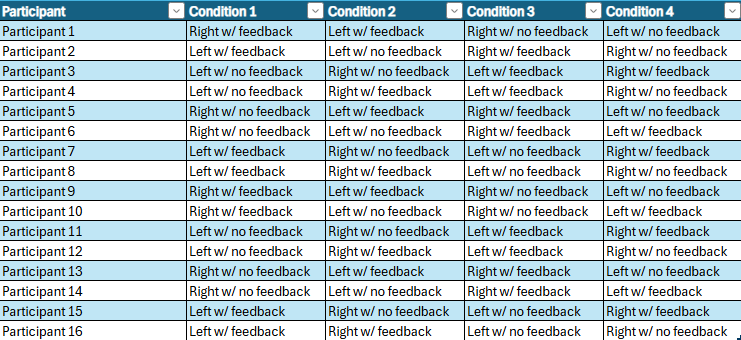 Participant Condition 1 Condition 2 Condition 3 Condition 4
Participant 1 Right w/ feedback Left w/ feedback Right w/ no feedback Left w/ no feedback
Participant 2 Left w/ feedback Left w/ no feedback Right w/ feedback Right w/ no feedback
Participant 3 Left w/ no feedback Right w/ no feedback Left w/ feedback Right w/ feedback
Participant 4 Left w/ no feedback Right w/ feedback Left w/ feedback Right w/ no feedback
Participant 5 Right w/ no feedback Left w/ feedback Right w/ feedback Left w/ no feedback
Participant 6 Right w/ no feedback Left w/ no feedback Right w/ feedback Left w/ feedback
Participant 7 Left w/ feedback Right w/ no feedback Left w/ no feedback Right w/ feedback
Participant 8 Left w/ feedback Right w/ feedback Left w/ no feedback Right w/ no feedback
Participant 9 Right w/ feedback Left w/ feedback Right w/ no feedback Left w/ no feedback
Participant 10 Right w/ feedback Left w/ no feedback Right w/ no feedback Left w/ feedback
Participant 11 Left w/ no feedback Right w/ no feedback Left w/ feedback Right w/ feedback
Participant 12 Left w/ no feedback Right w/ feedback Left w/ feedback Right w/ no feedback
Participant 13 Right w/ no feedback Left w/ feedback Right w/ feedback Left w/ no feedback
Participant 14 Right w/ no feedback Left w/ no feedback Right w/ feedback Left w/ feedback
Participant 15 Left w/ feedback Right w/ no feedback Left w/ no feedback Right w/ feedback
Participant 16 Left w/ feedback Right w/ feedback Left w/ no feedback Right w/ no feedback